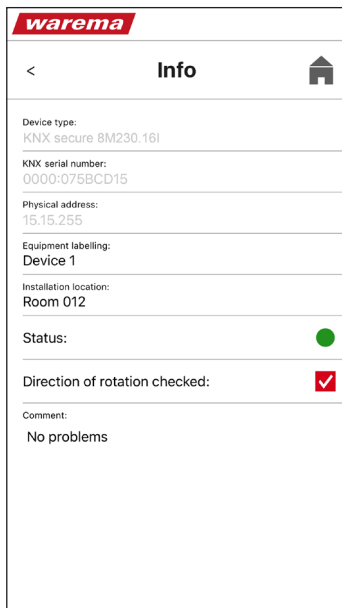 warema
< Info
Device type:
KNX secure 8M230.16I
KNX serial number:
0000:075BCD15
Physical address:
15.15.255
Equipment labelling:
Device 1
Installation location:
Room 012
Status:
Direction of rotation checked:
Comment:
No problems